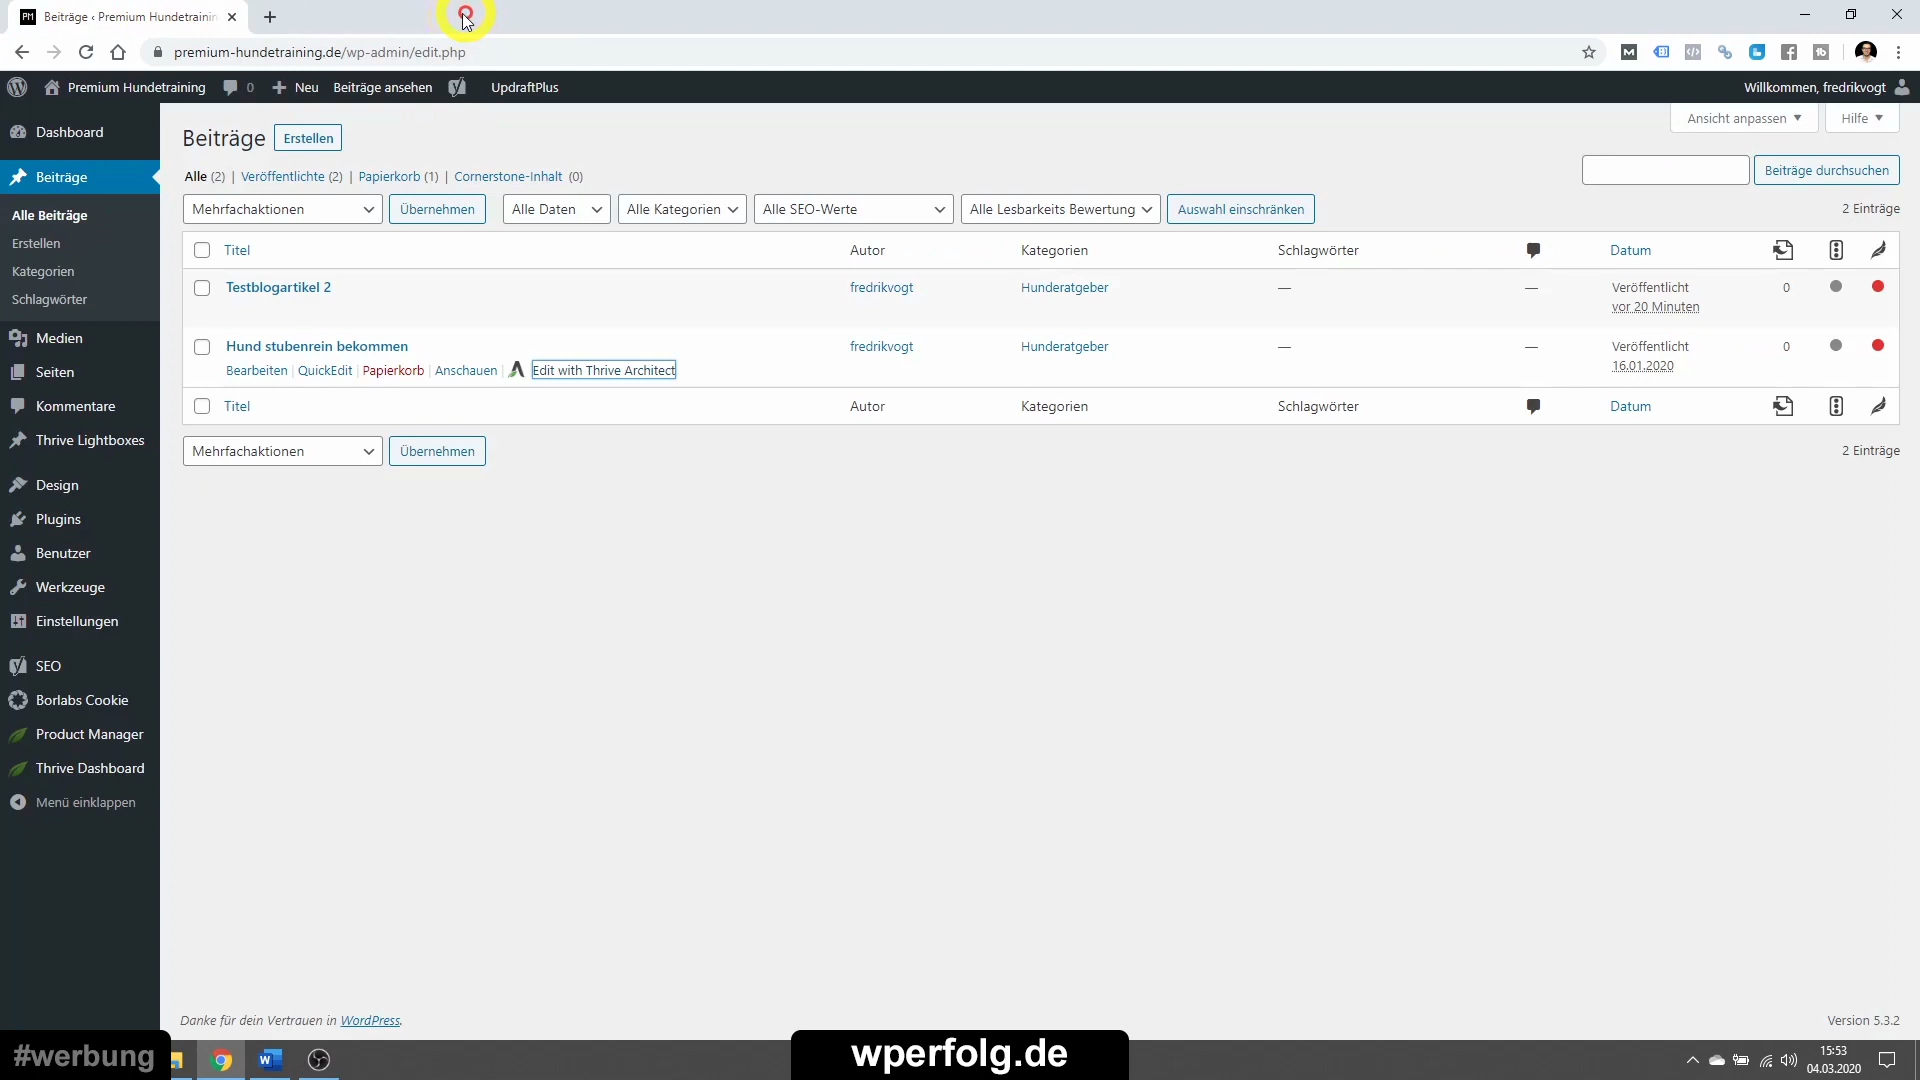 Beiträge ‹ Premium Hundetrainin
premium-hundetraining.de/wp-admin/edit.php
Premium Hundetraining 0 Neu Beiträge ansehen UpdraftPlus Willkommen, fredrikvogt
Ansicht anpassen Hilfe
Dashboard
Beiträge
Alle Beiträge
Erstellen
Kategorien
Schlagwörter
Medien
Seiten
Kommentare
Thrive Lightboxes
Design
Plugins
Benutzer
Werkzeuge
Einstellungen
SEO
Borlabs Cookie
Product Manager
Thrive Dashboard
Menü einklappen
Beiträge Erstellen
Alle (2) | Veröffentlichte (2) | Papierkorb (1) | Cornerstone-Inhalt (0)
Beiträge durchsuchen
Mehrfachaktionen Übernehmen Alle Daten Alle Kategorien Alle SEO-Werte Alle Lesbarkeits Bewertung Auswahl einschränken 2 Einträge
Titel Autor Kategorien Schlagwörter Datum
Testblogartikel 2 fredrikvogt Hunderatgeber — — Veröffentlicht 0
vor 20 Minuten
Hund stubenrein bekommen fredrikvogt Hunderatgeber — — Veröffentlicht 0
16.01.2020
Bearbeiten | QuickEdit | Papierkorb | Anschauen | Edit with Thrive Architect
Titel Autor Kategorien Schlagwörter Datum
Mehrfachaktionen Übernehmen 2 Einträge
Danke für dein Vertrauen in WordPress. Version 5.3.2
#werbung
wperfolg.de
15:53
04.03.2020